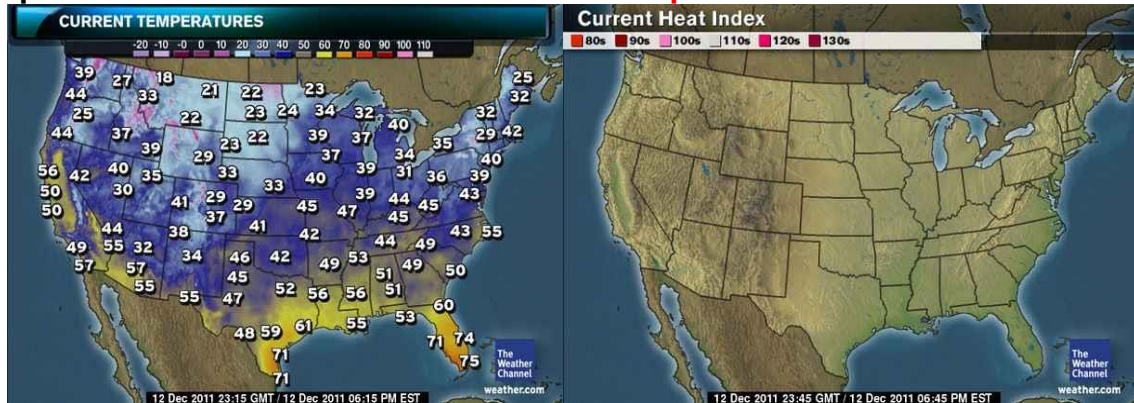 CURRENT TEMPERATURES
-20 -10 -0 0 10 20 30 40 50 60 70 80 90 100 110
39 27 18 21 22 23 25
44 33 32
25 22 23 24 34 32 40 32
44 37 39 23 22 39 37 35 29 42
29 37 34 40
56 42 40 35 33 40 39 31 36 39
50 30 41 29 33 39 44 45 43
50 37 29 45 47 45
44 38 41 42 44 43 55
49 55 32 34 46 42 49 53 49 49
57 57 55 45 51 50
55 47 52 56 56 51
48 59 61 55 53 60
71 71 74
71 75
The
Weather
Channel
weather.com
12 Dec 2011 23:15 GMT / 12 Dec 2011 06:15 PM EST
Current Heat Index
80s 90s 100s 110s 120s 130s
The
Weather
Channel
weather.com
12 Dec 2011 23:45 GMT / 12 Dec 2011 06:45 PM EST